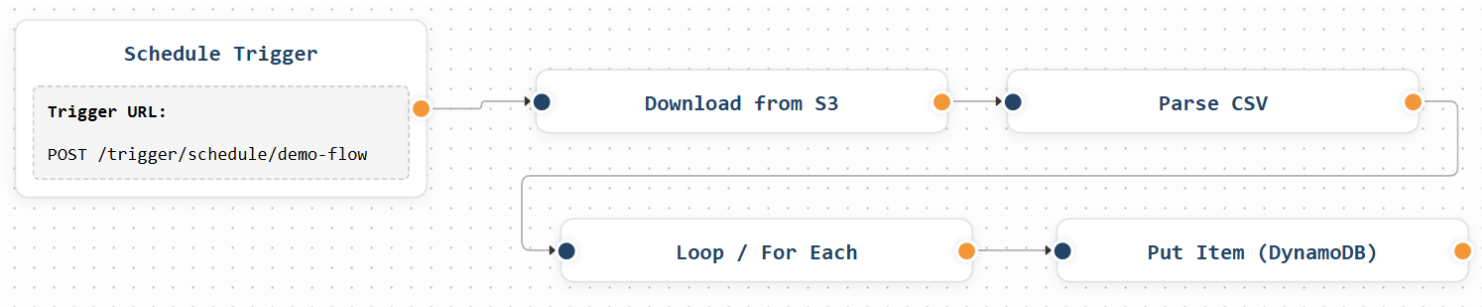 Schedule Trigger
Trigger URL:
POST /trigger/schedule/demo-flow
Download from S3
Parse CSV
Loop / For Each
Put Item (DynamoDB)